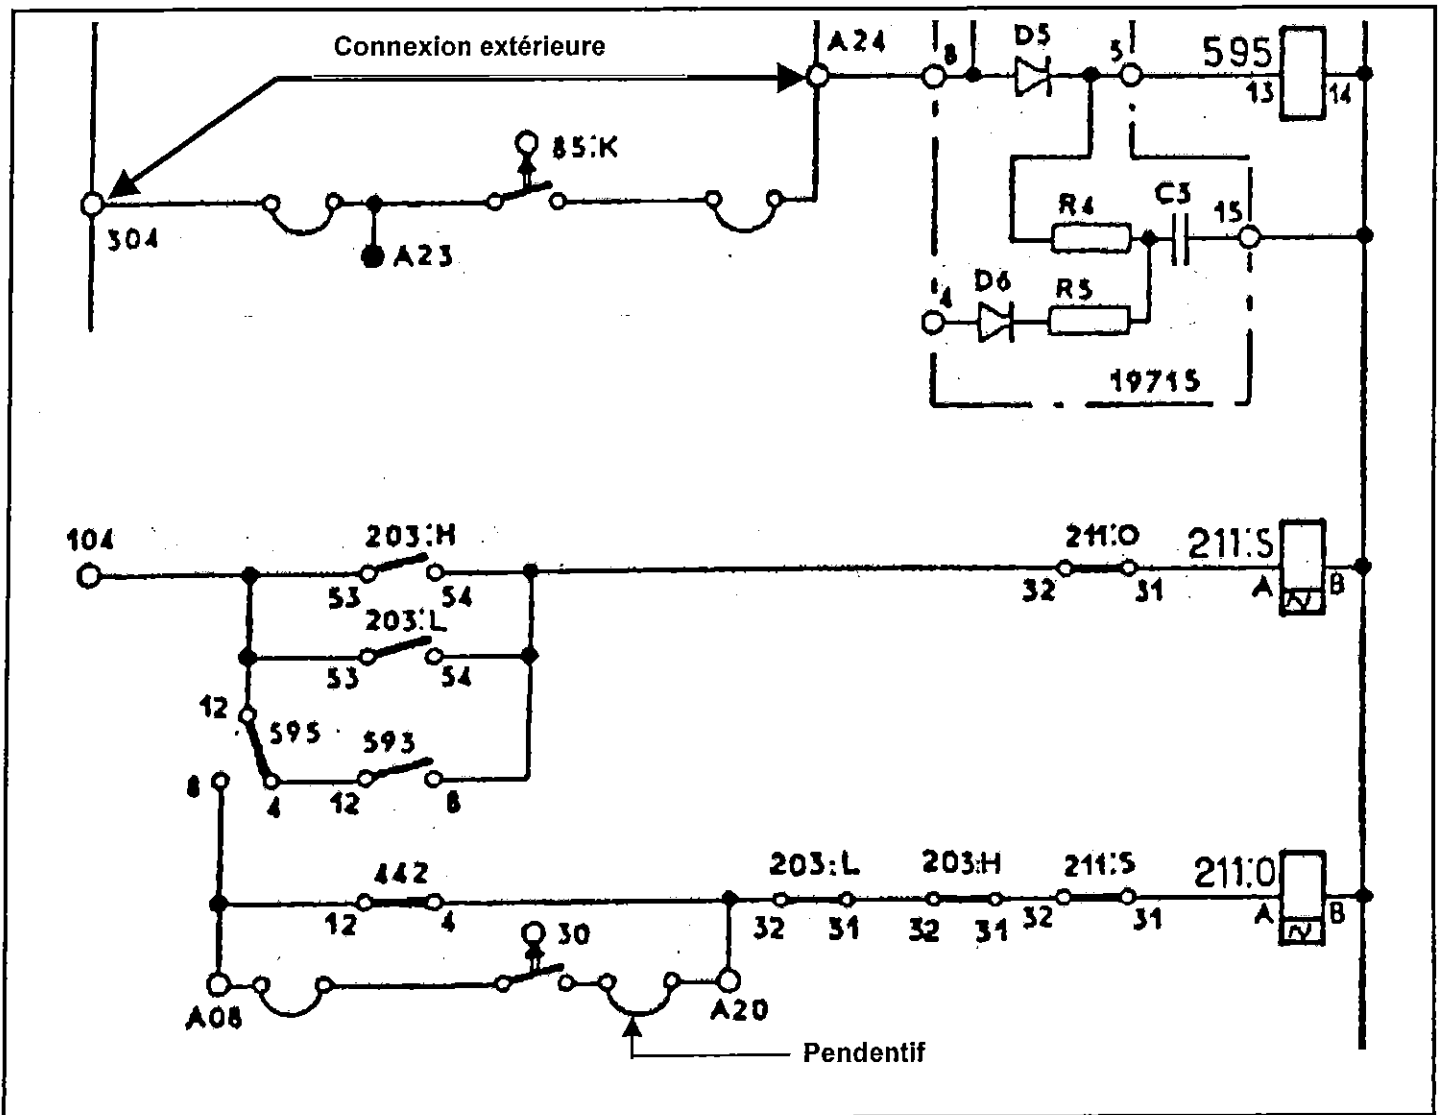 Connexion extérieure
A24
8
D5
5
595
13
14
85:K
304
A23
R4
C3
15
4
D6
R5
19715
104
203:H
53
54
203:L
53
54
211:O
32
31
211:S
A
B
12
595
593
8
4
12
8
442
12
4
203:L
32
31
203:H
32
31
211:S
32
31
211:O
A
B
30
A08
A20
Pendentif